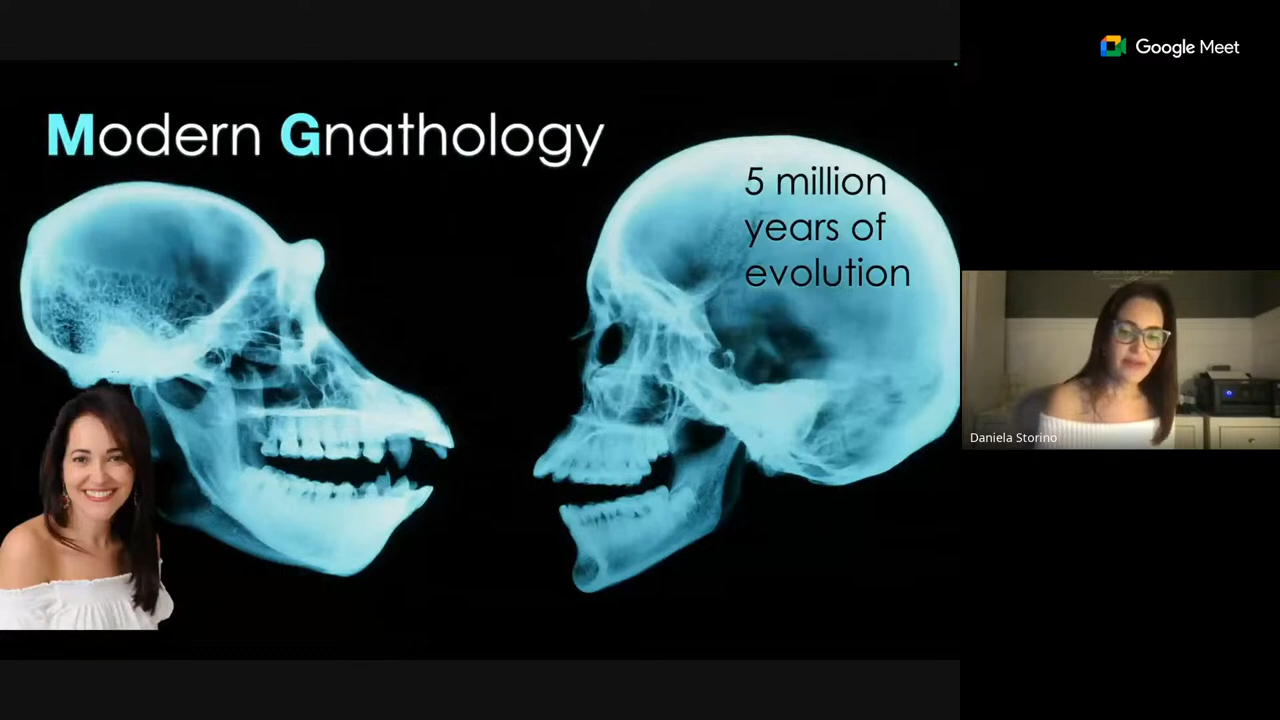 Google Meet
Modern Gnathology
5 million
years of
evolution
Daniela Storino